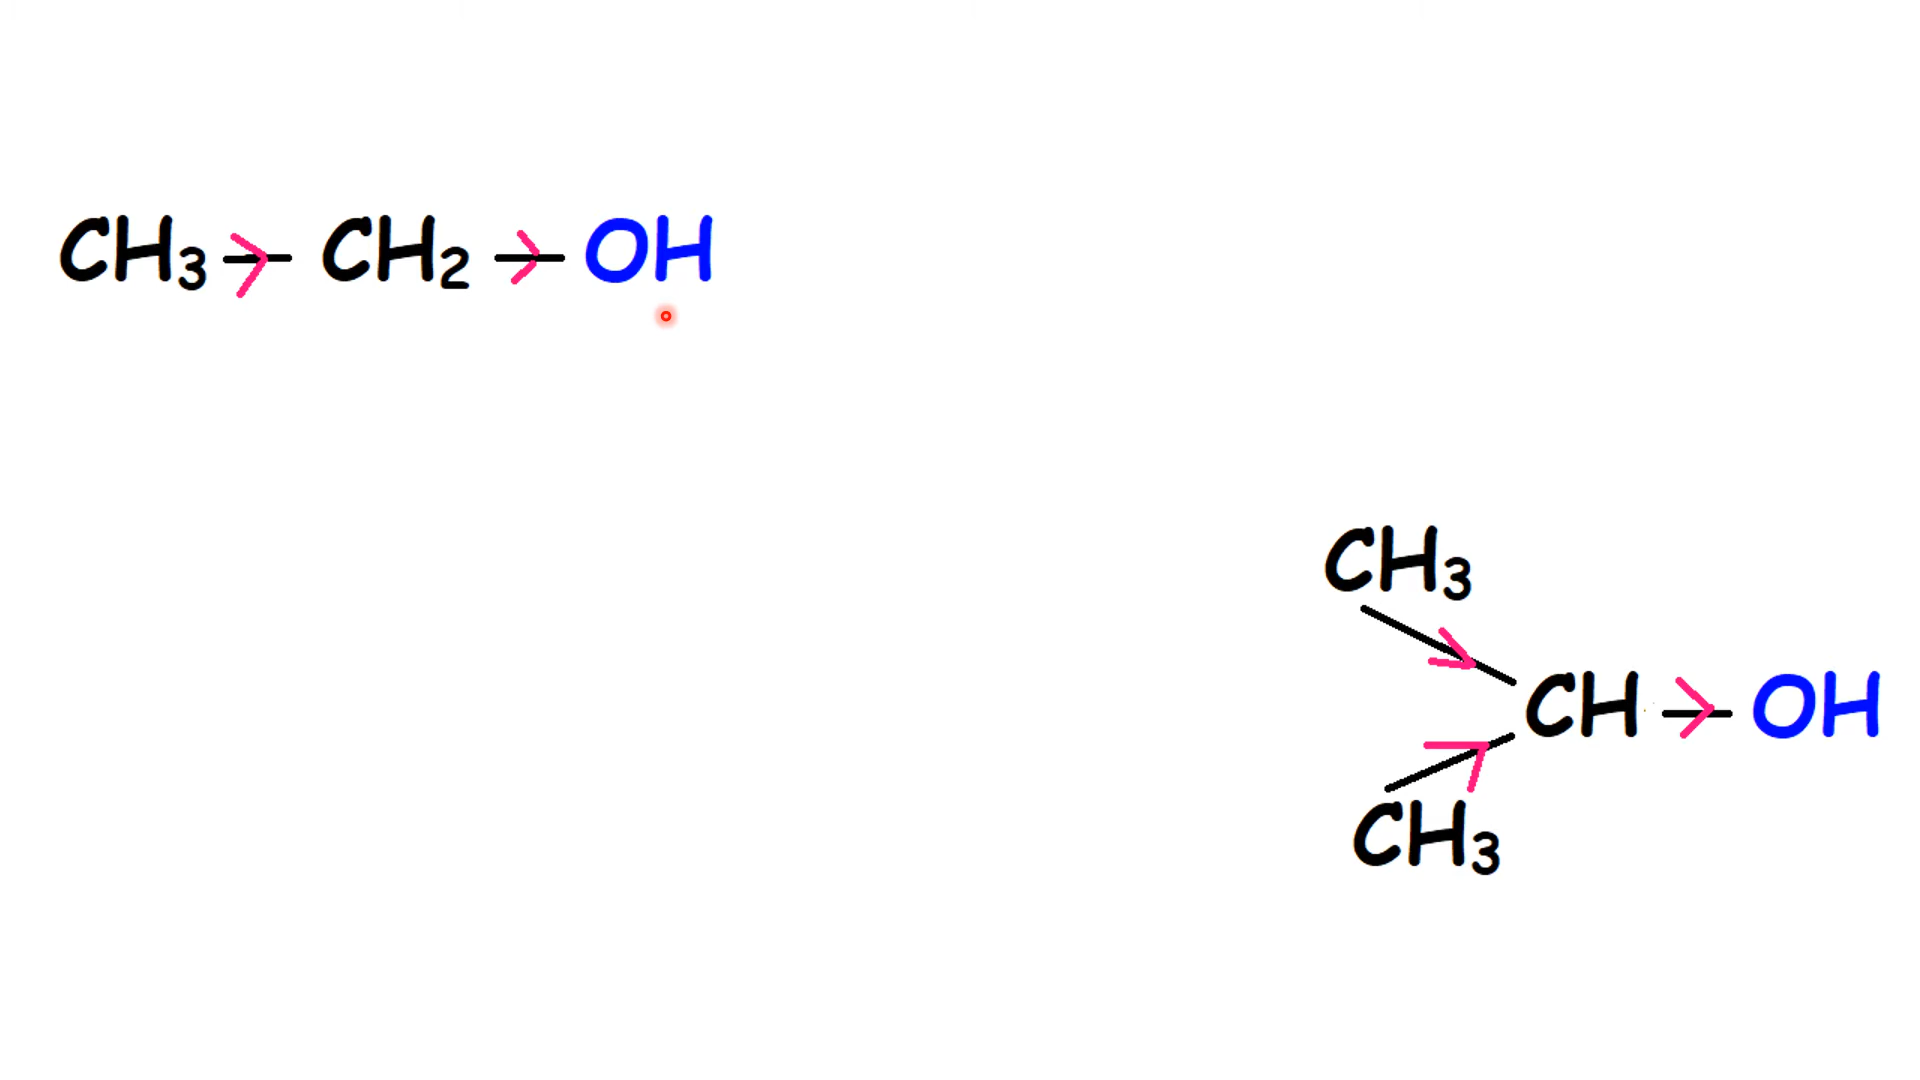 CH₃ – CH₂ – OH
CH₃
CH – OH
CH₃